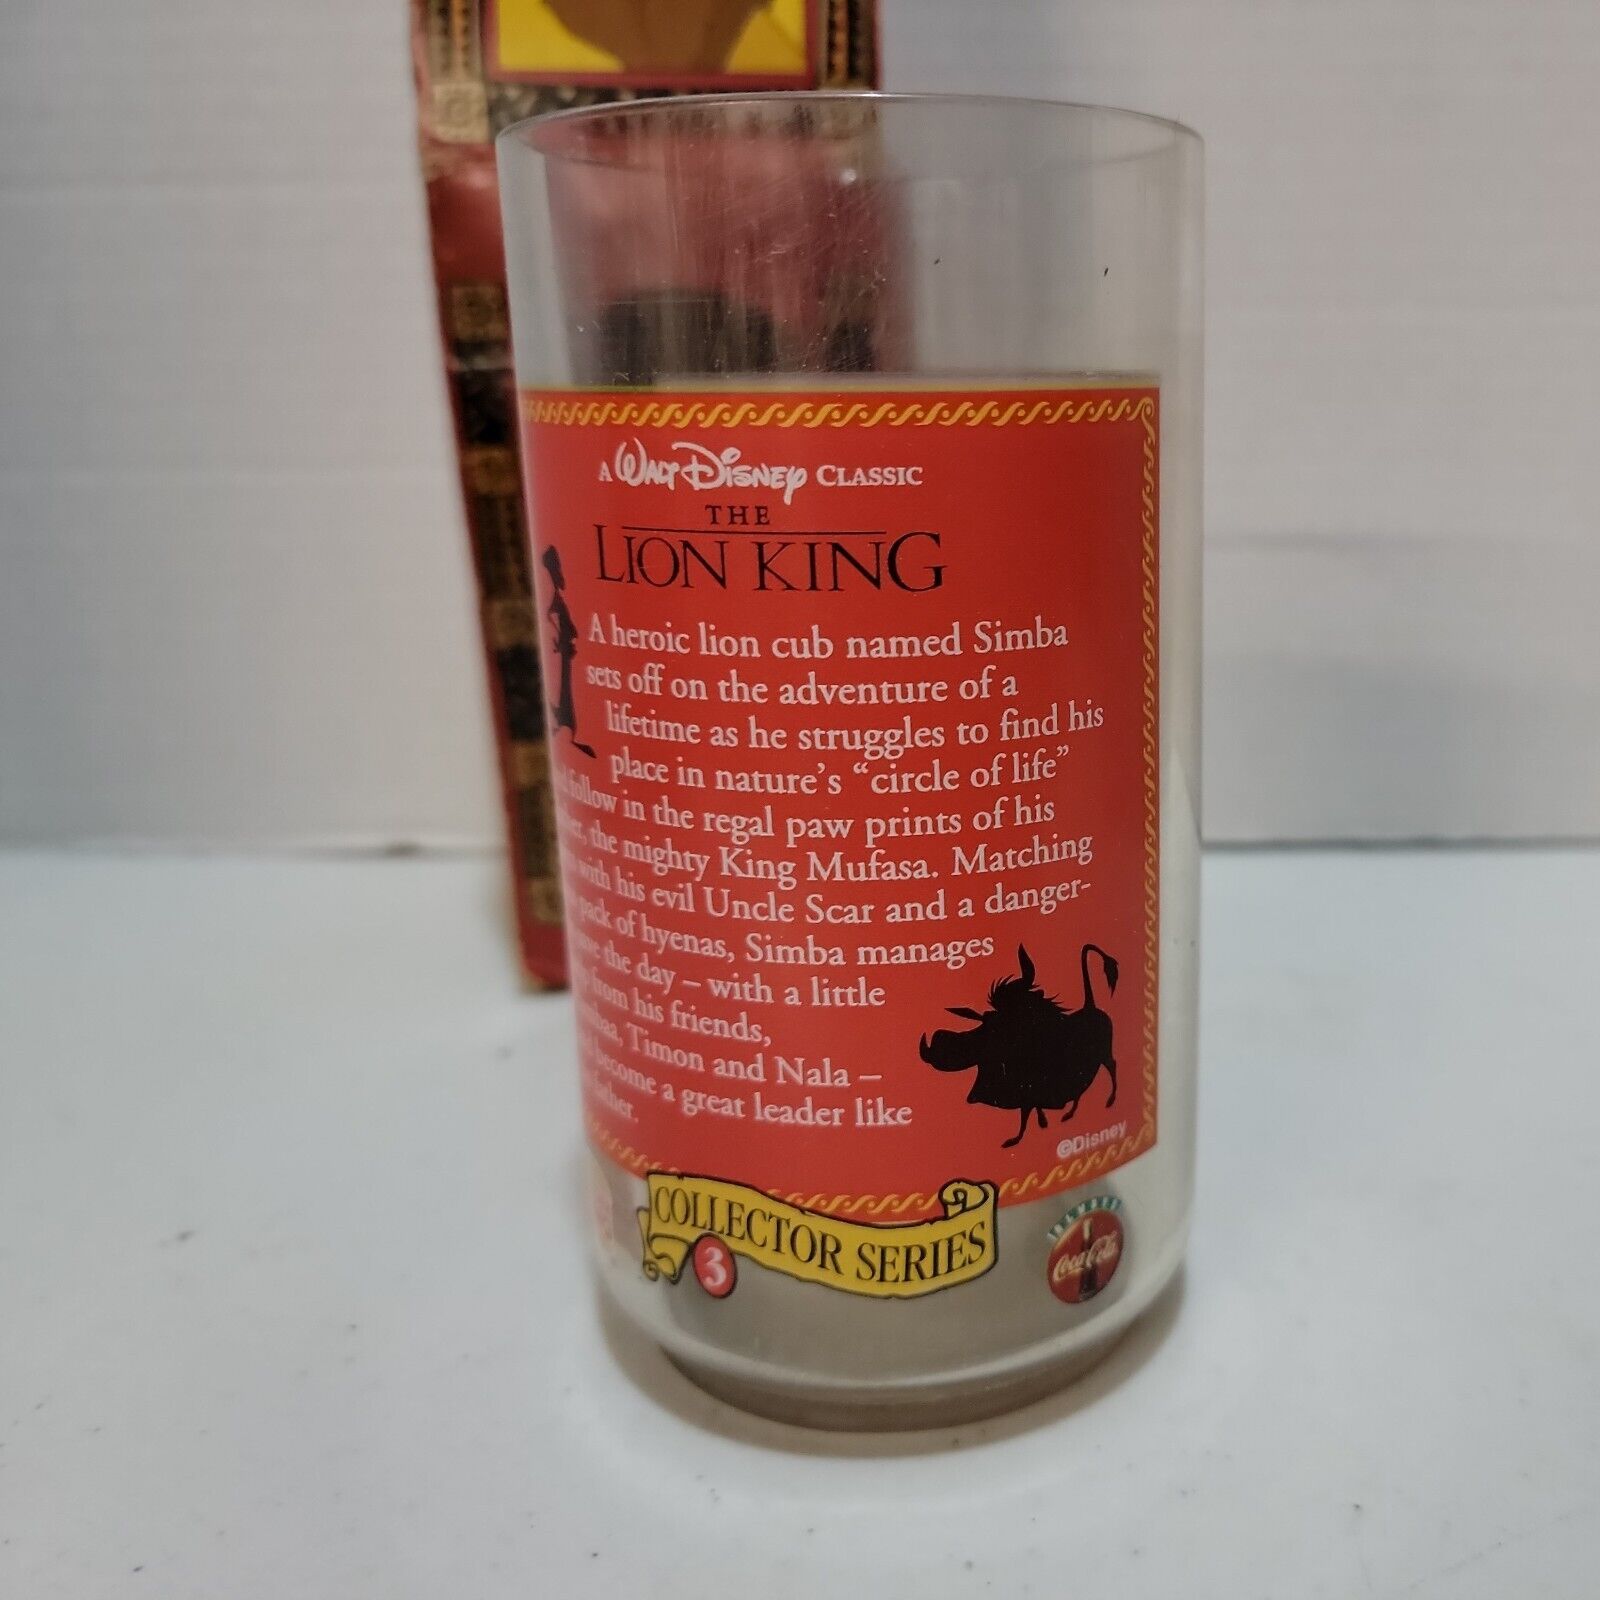 A WALT DISNEY CLASSIC
THE
LION KING
A heroic lion cub named Simba
sets off on the adventure of a
lifetime as he struggles to find his
place in nature's “circle of life”
follow in the regal paw prints of his
the mighty King Mufasa. Matching
with his evil Uncle Scar and a danger-
pack of hyenas, Simba manages
the day – with a little
from his friends,
Timon and Nala –
become a great leader like
father.
©Disney
COLLECTOR SERIES
3
ALWAYS
Coca-Cola